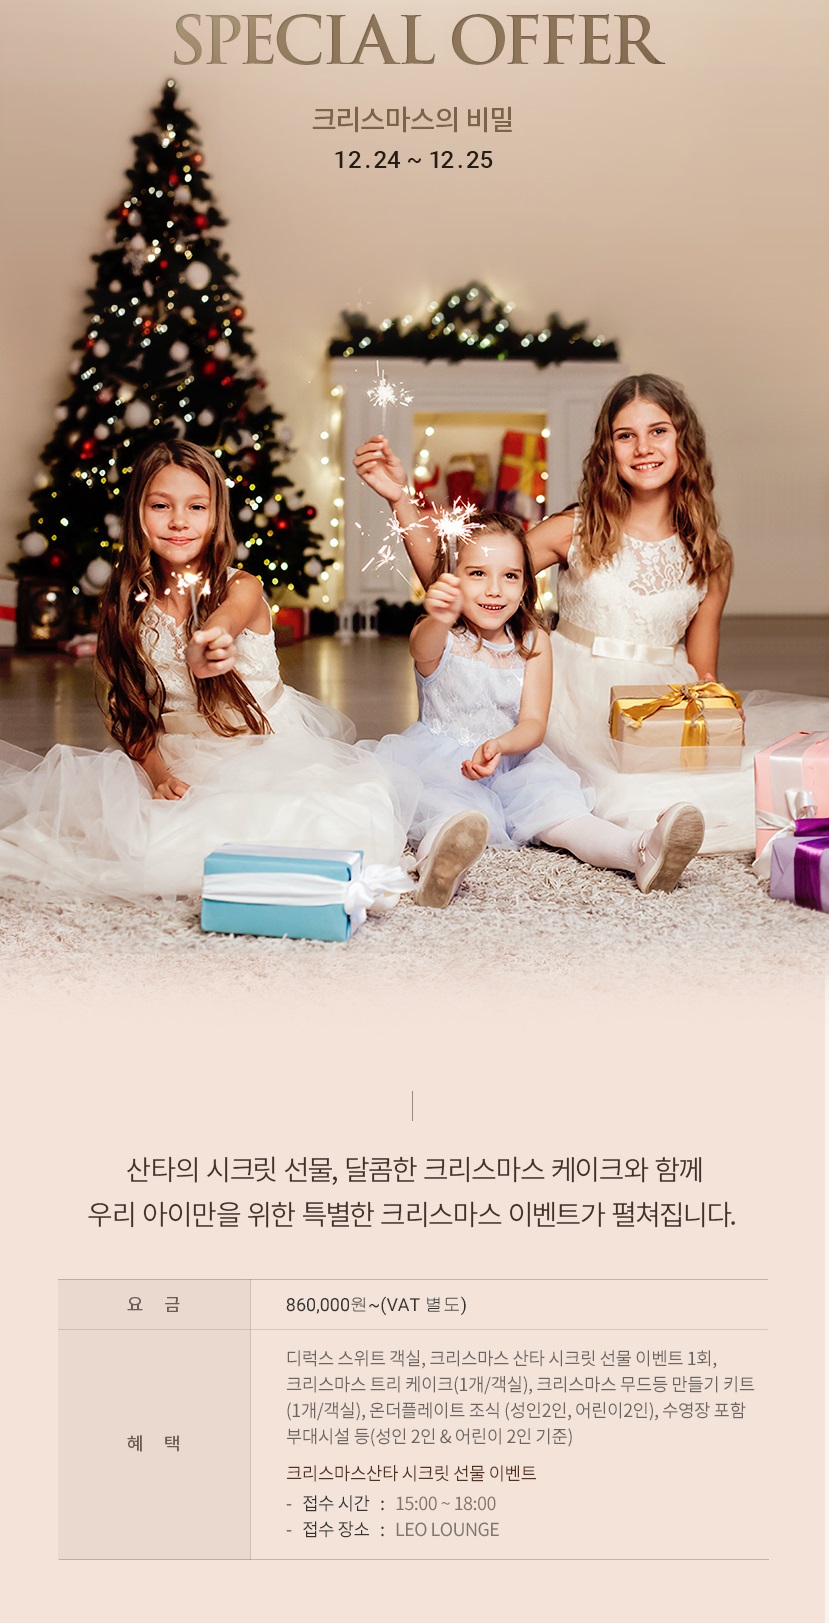 SPECIAL OFFER
크리스마스의 비밀
12.24 ~ 12.25
산타의 시크릿 선물, 달콤한 크리스마스 케이크와 함께
우리 아이만을 위한 특별한 크리스마스 이벤트가 펼쳐집니다.
요 금
860,000원~(VAT 별도)
혜 택
디럭스 스위트 객실, 크리스마스 산타 시크릿 선물 이벤트 1회,
크리스마스 트리 케이크(1개/객실), 크리스마스 무드등 만들기 키트
(1개/객실), 온더플레이트 조식 (성인2인, 어린이2인), 수영장 포함
부대시설 등(성인 2인 & 어린이 2인 기준)
크리스마스산타 시크릿 선물 이벤트
- 접수 시간 : 15:00 ~ 18:00
- 접수 장소 : LEO LOUNGE